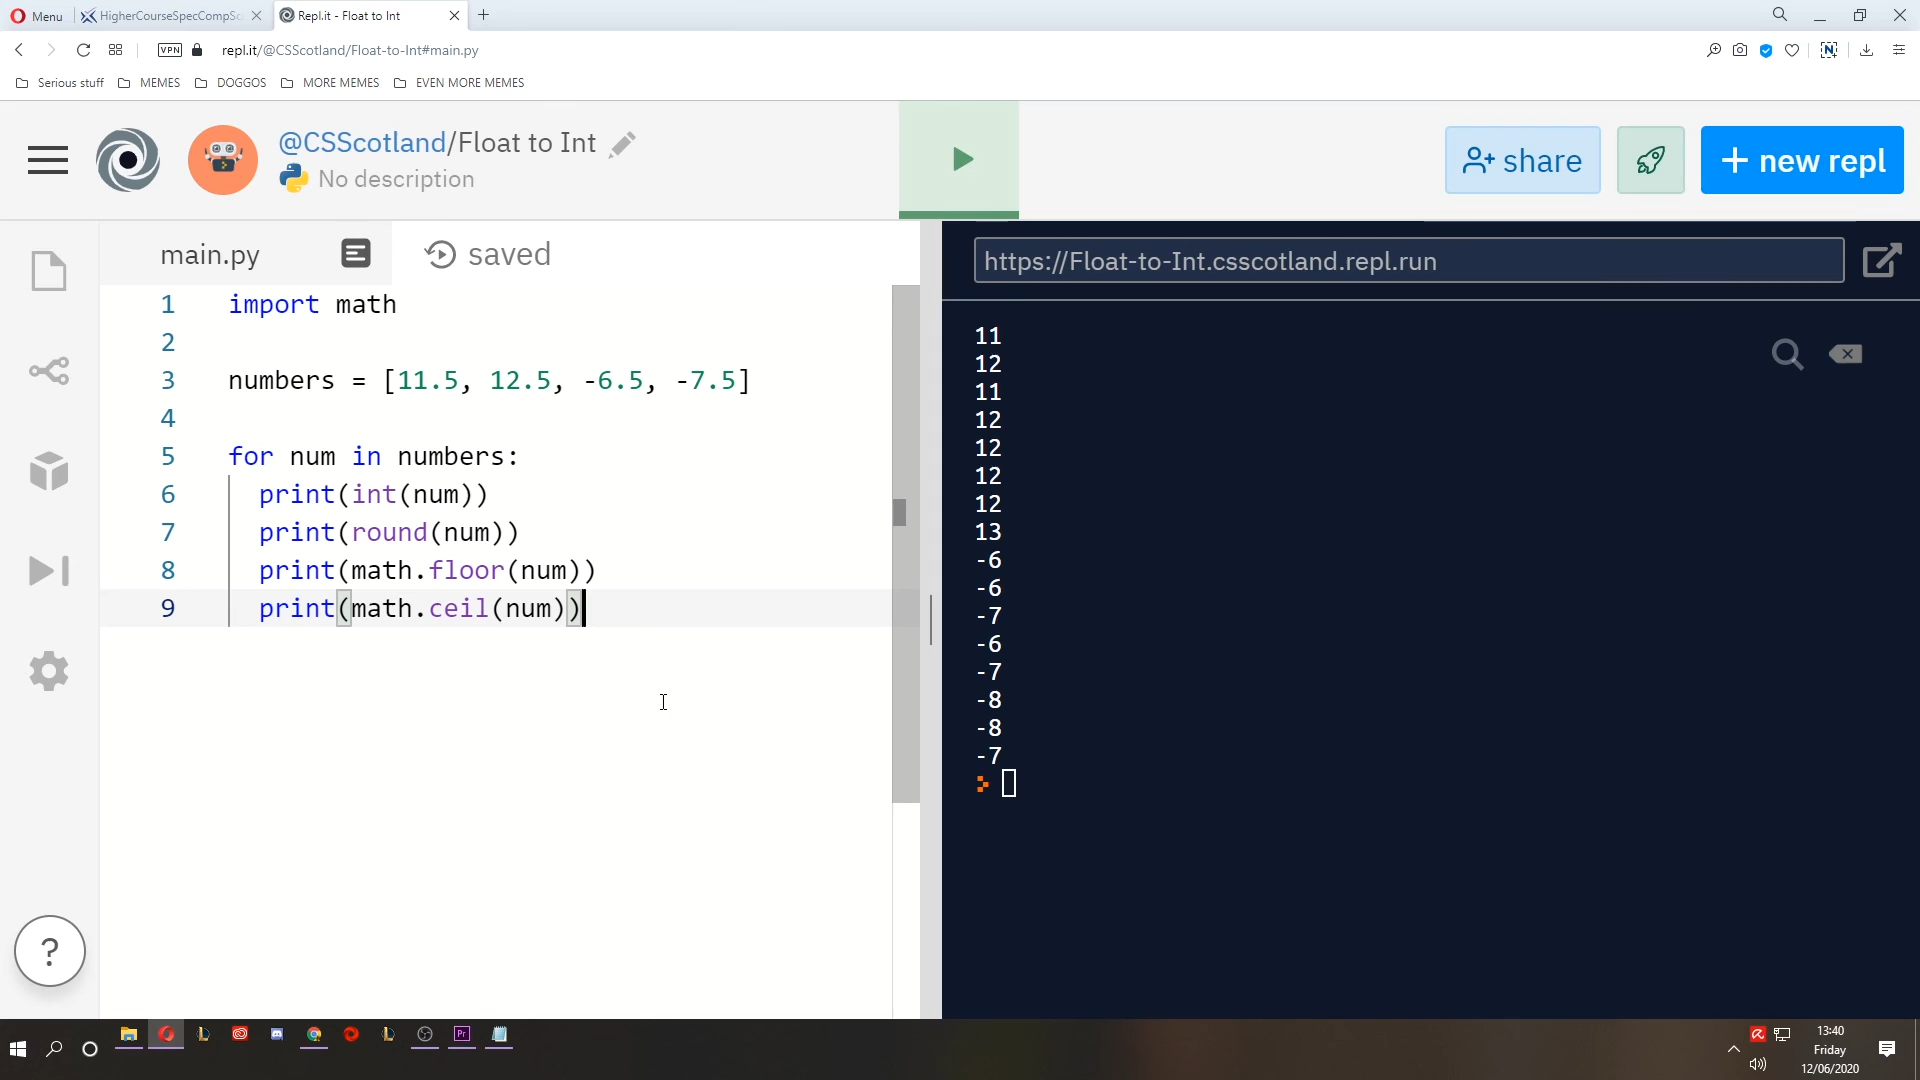 Menu
HigherCourseSpecCompSc
Repl.it - Float to Int
VPN
repl.it/@CSScotland/Float-to-Int#main.py
Serious stuff
MEMES
DOGGOS
MORE MEMES
EVEN MORE MEMES
@CSScotland/Float to Int
No description
share
+ new repl
main.py
saved
https://Float-to-Int.csscotland.repl.run
1 import math
2
3 numbers = [11.5, 12.5, -6.5, -7.5]
4
5 for num in numbers:
6 print(int(num))
7 print(round(num))
8 print(math.floor(num))
9 print(math.ceil(num))
11
12
11
12
12
12
12
13
-6
-6
-7
-6
-7
-8
-8
-7
?
Pr
13:40
Friday
12/06/2020